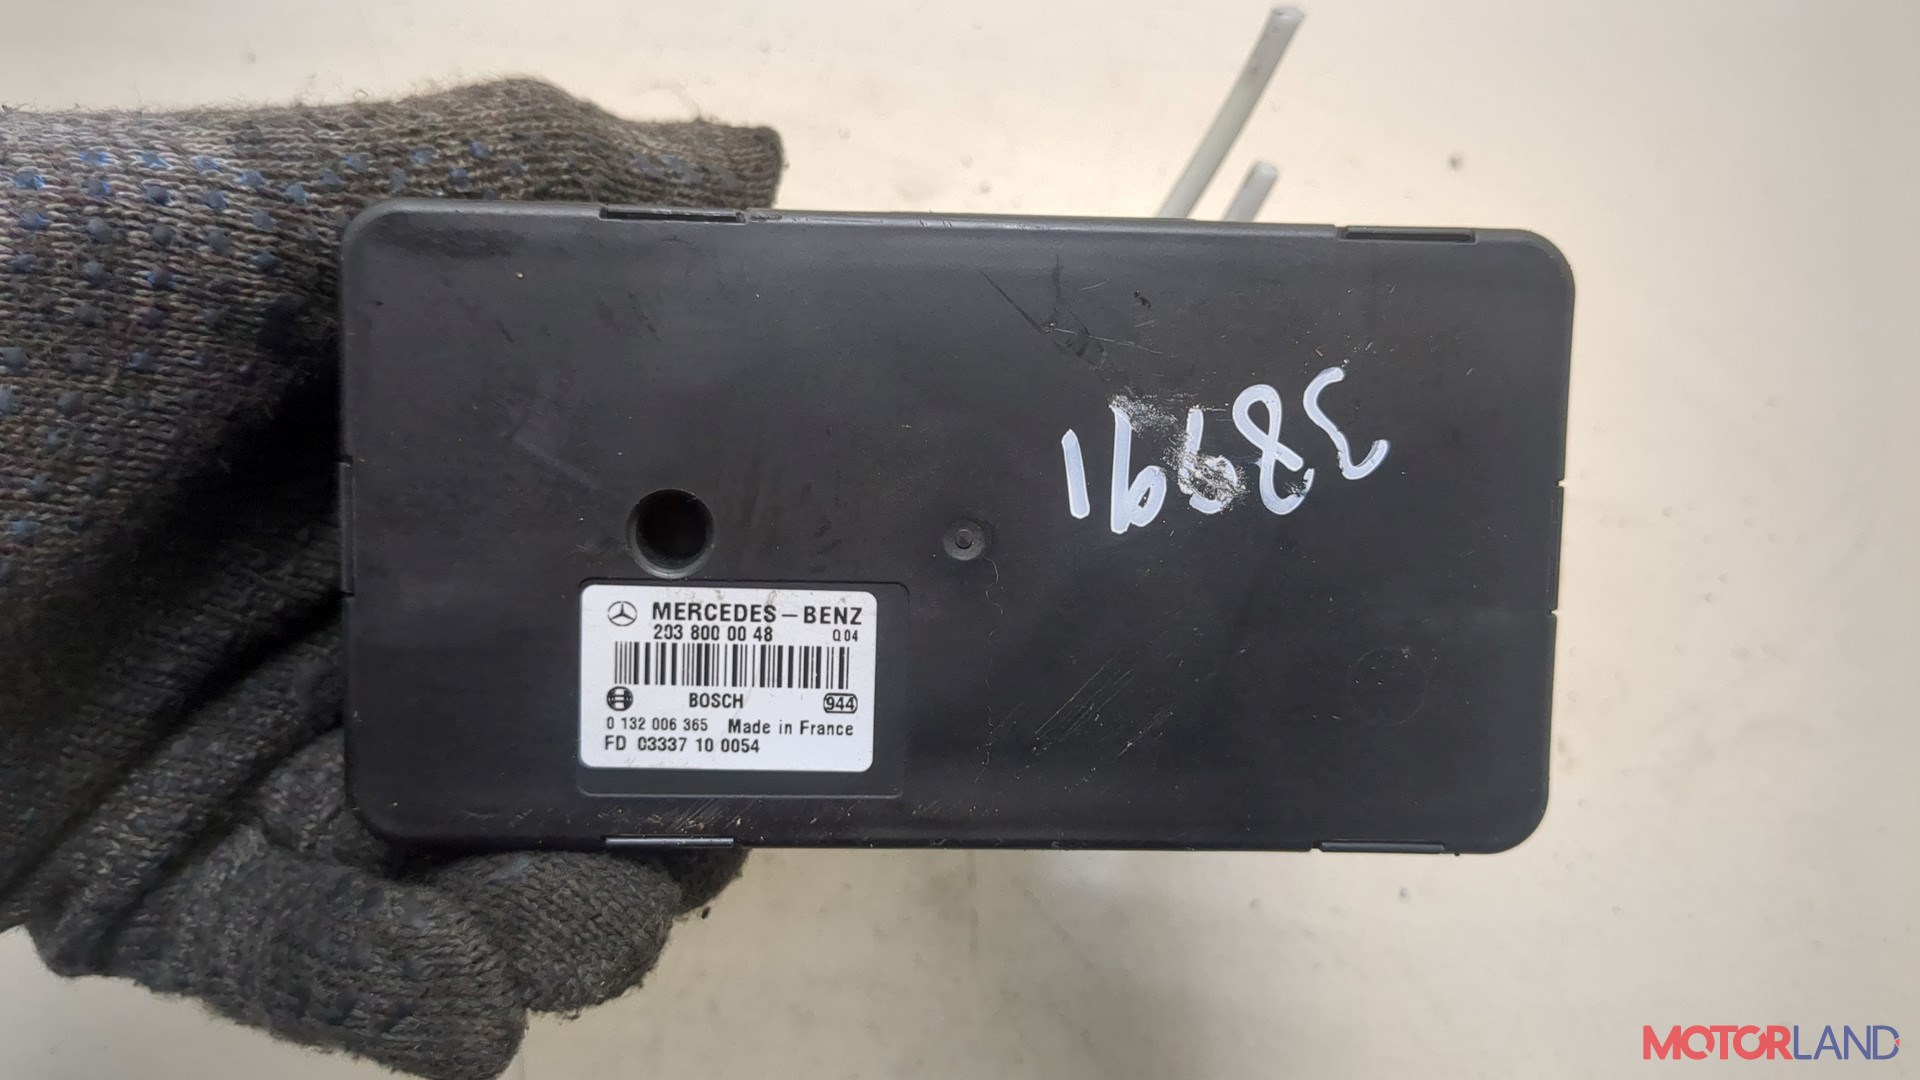 MERCEDES-BENZ
203 800 00 48 Q04
BOSCH 944
0 132 006 365 Made in France
FD 03337 10 0054
MOTORLAND